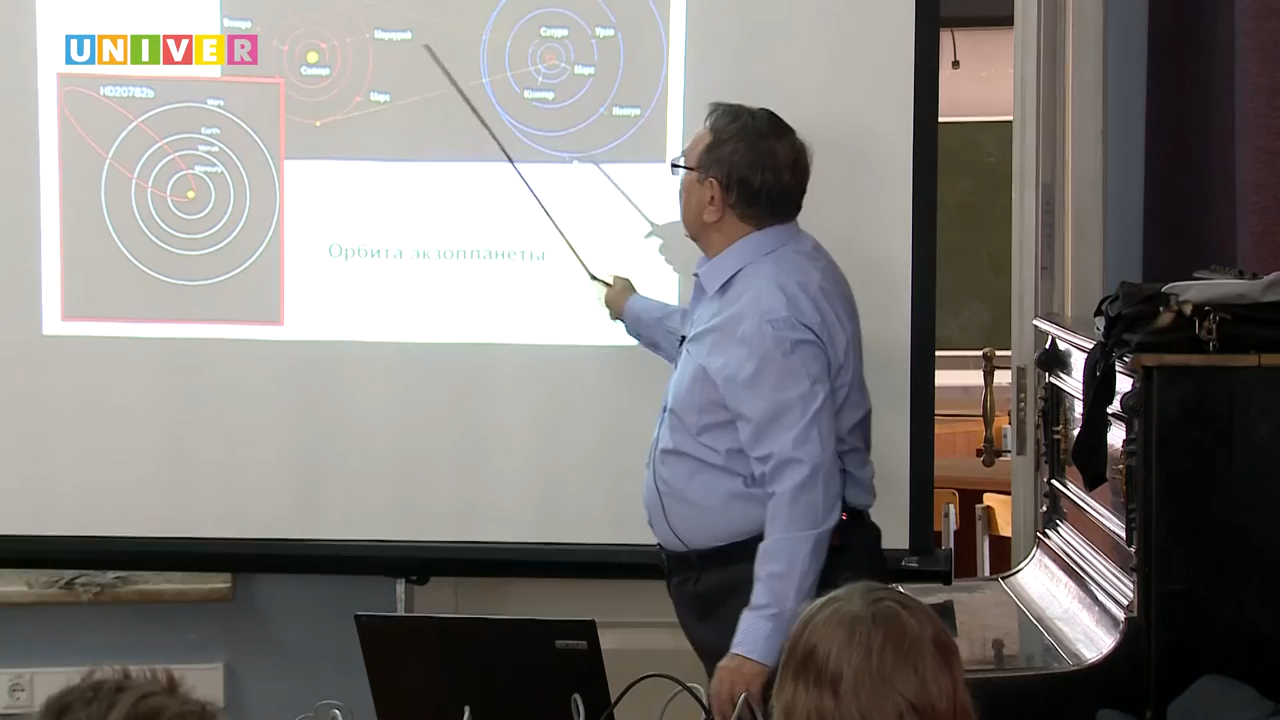 UNIVER
Венера
Меркурий
Солнце
Марс
Сатурн
Уран
Марс
Юпитер
Нептун
HD20782b
Mars
Earth
Venus
Mercury
Орбита экзопланеты